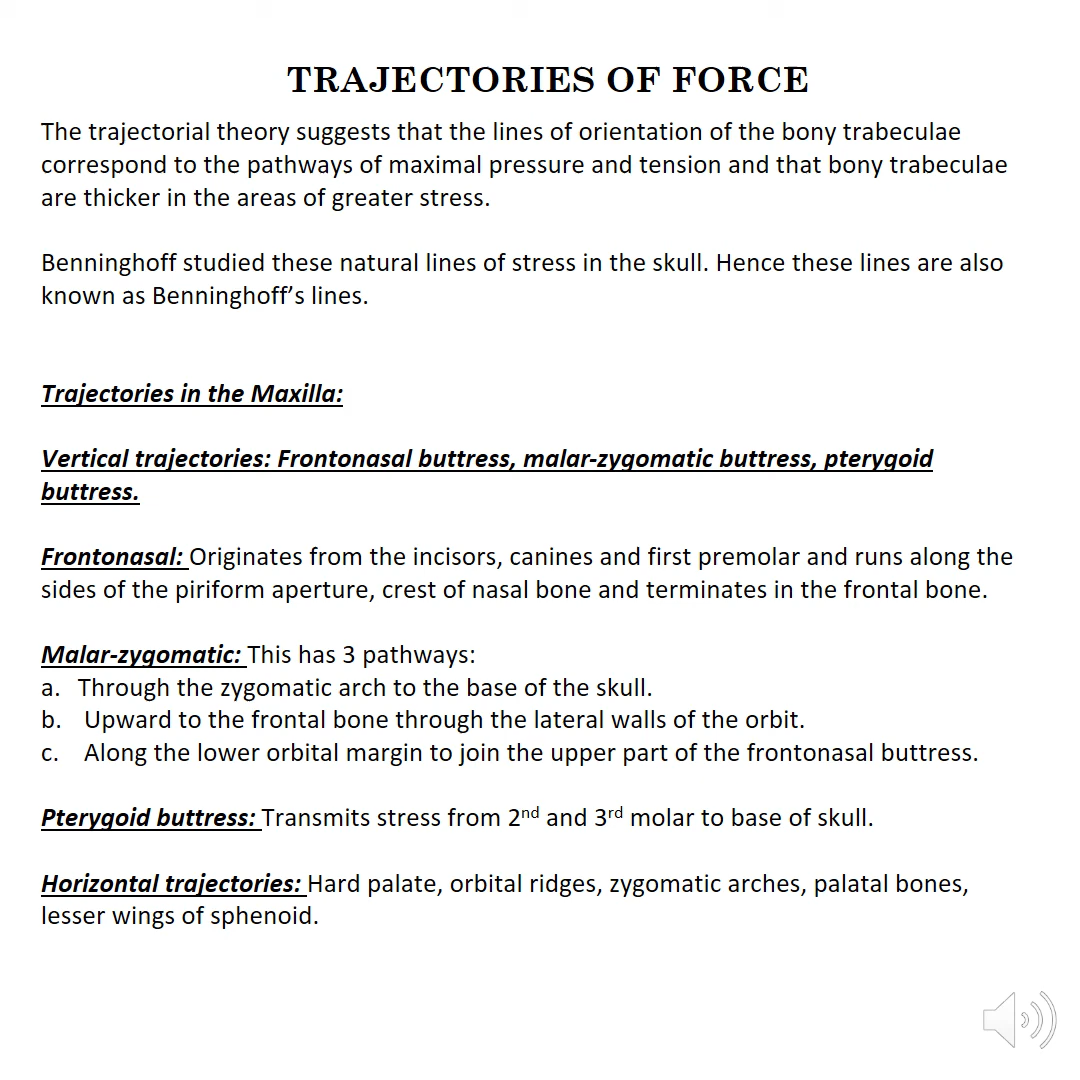 TRAJECTORIES OF FORCE
The trajectorial theory suggests that the lines of orientation of the bony trabeculae
correspond to the pathways of maximal pressure and tension and that bony trabeculae
are thicker in the areas of greater stress.
Benninghoff studied these natural lines of stress in the skull. Hence these lines are also
known as Benninghoff’s lines.
Trajectories in the Maxilla:
Vertical trajectories: Frontonasal buttress, malar-zygomatic buttress, pterygoid
buttress.
Frontonasal: Originates from the incisors, canines and first premolar and runs along the
sides of the piriform aperture, crest of nasal bone and terminates in the frontal bone.
Malar-zygomatic: This has 3 pathways:
a. Through the zygomatic arch to the base of the skull.
b. Upward to the frontal bone through the lateral walls of the orbit.
c. Along the lower orbital margin to join the upper part of the frontonasal buttress.
Pterygoid buttress: Transmits stress from 2nd and 3rd molar to base of skull.
Horizontal trajectories: Hard palate, orbital ridges, zygomatic arches, palatal bones,
lesser wings of sphenoid.